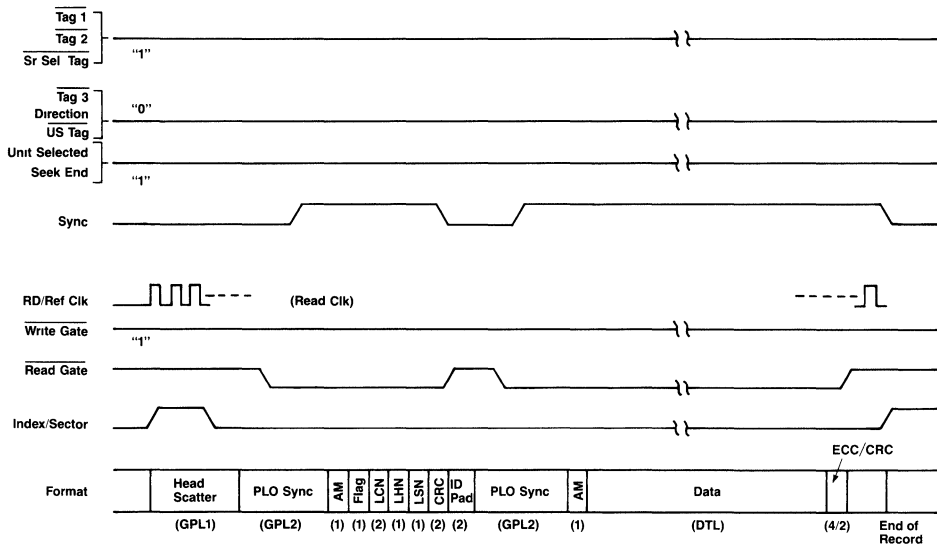 Tag 1
Tag 2
Sr Sel Tag
“1”
Tag 3
“0”
Direction
US Tag
Unit Selected
Seek End
“1”
Sync
RD/Ref Clk
(Read Clk)
Write Gate
“1”
Read Gate
Index/Sector
ECC/CRC
Format
Head Scatter
PLO Sync
AM
Flag
LCN
LHN
LSN
CRC
ID Pad
PLO Sync
AM
Data
(GPL1)
(GPL2)
(1)
(1)
(2)
(1)
(1)
(2)
(2)
(GPL2)
(1)
(DTL)
(4/2)
End of Record